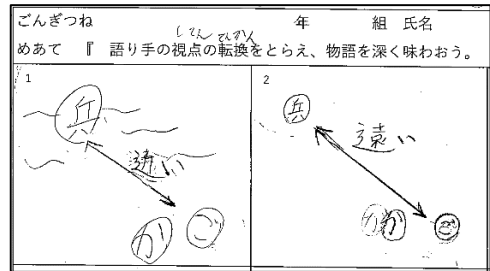 ごんぎつね 年 組 氏名
してん てんかん
めあて 『 語り手の視点の転換をとらえ、物語を深く味わおう。
1
兵
遠い
が ご
2
兵
遠い
が ご